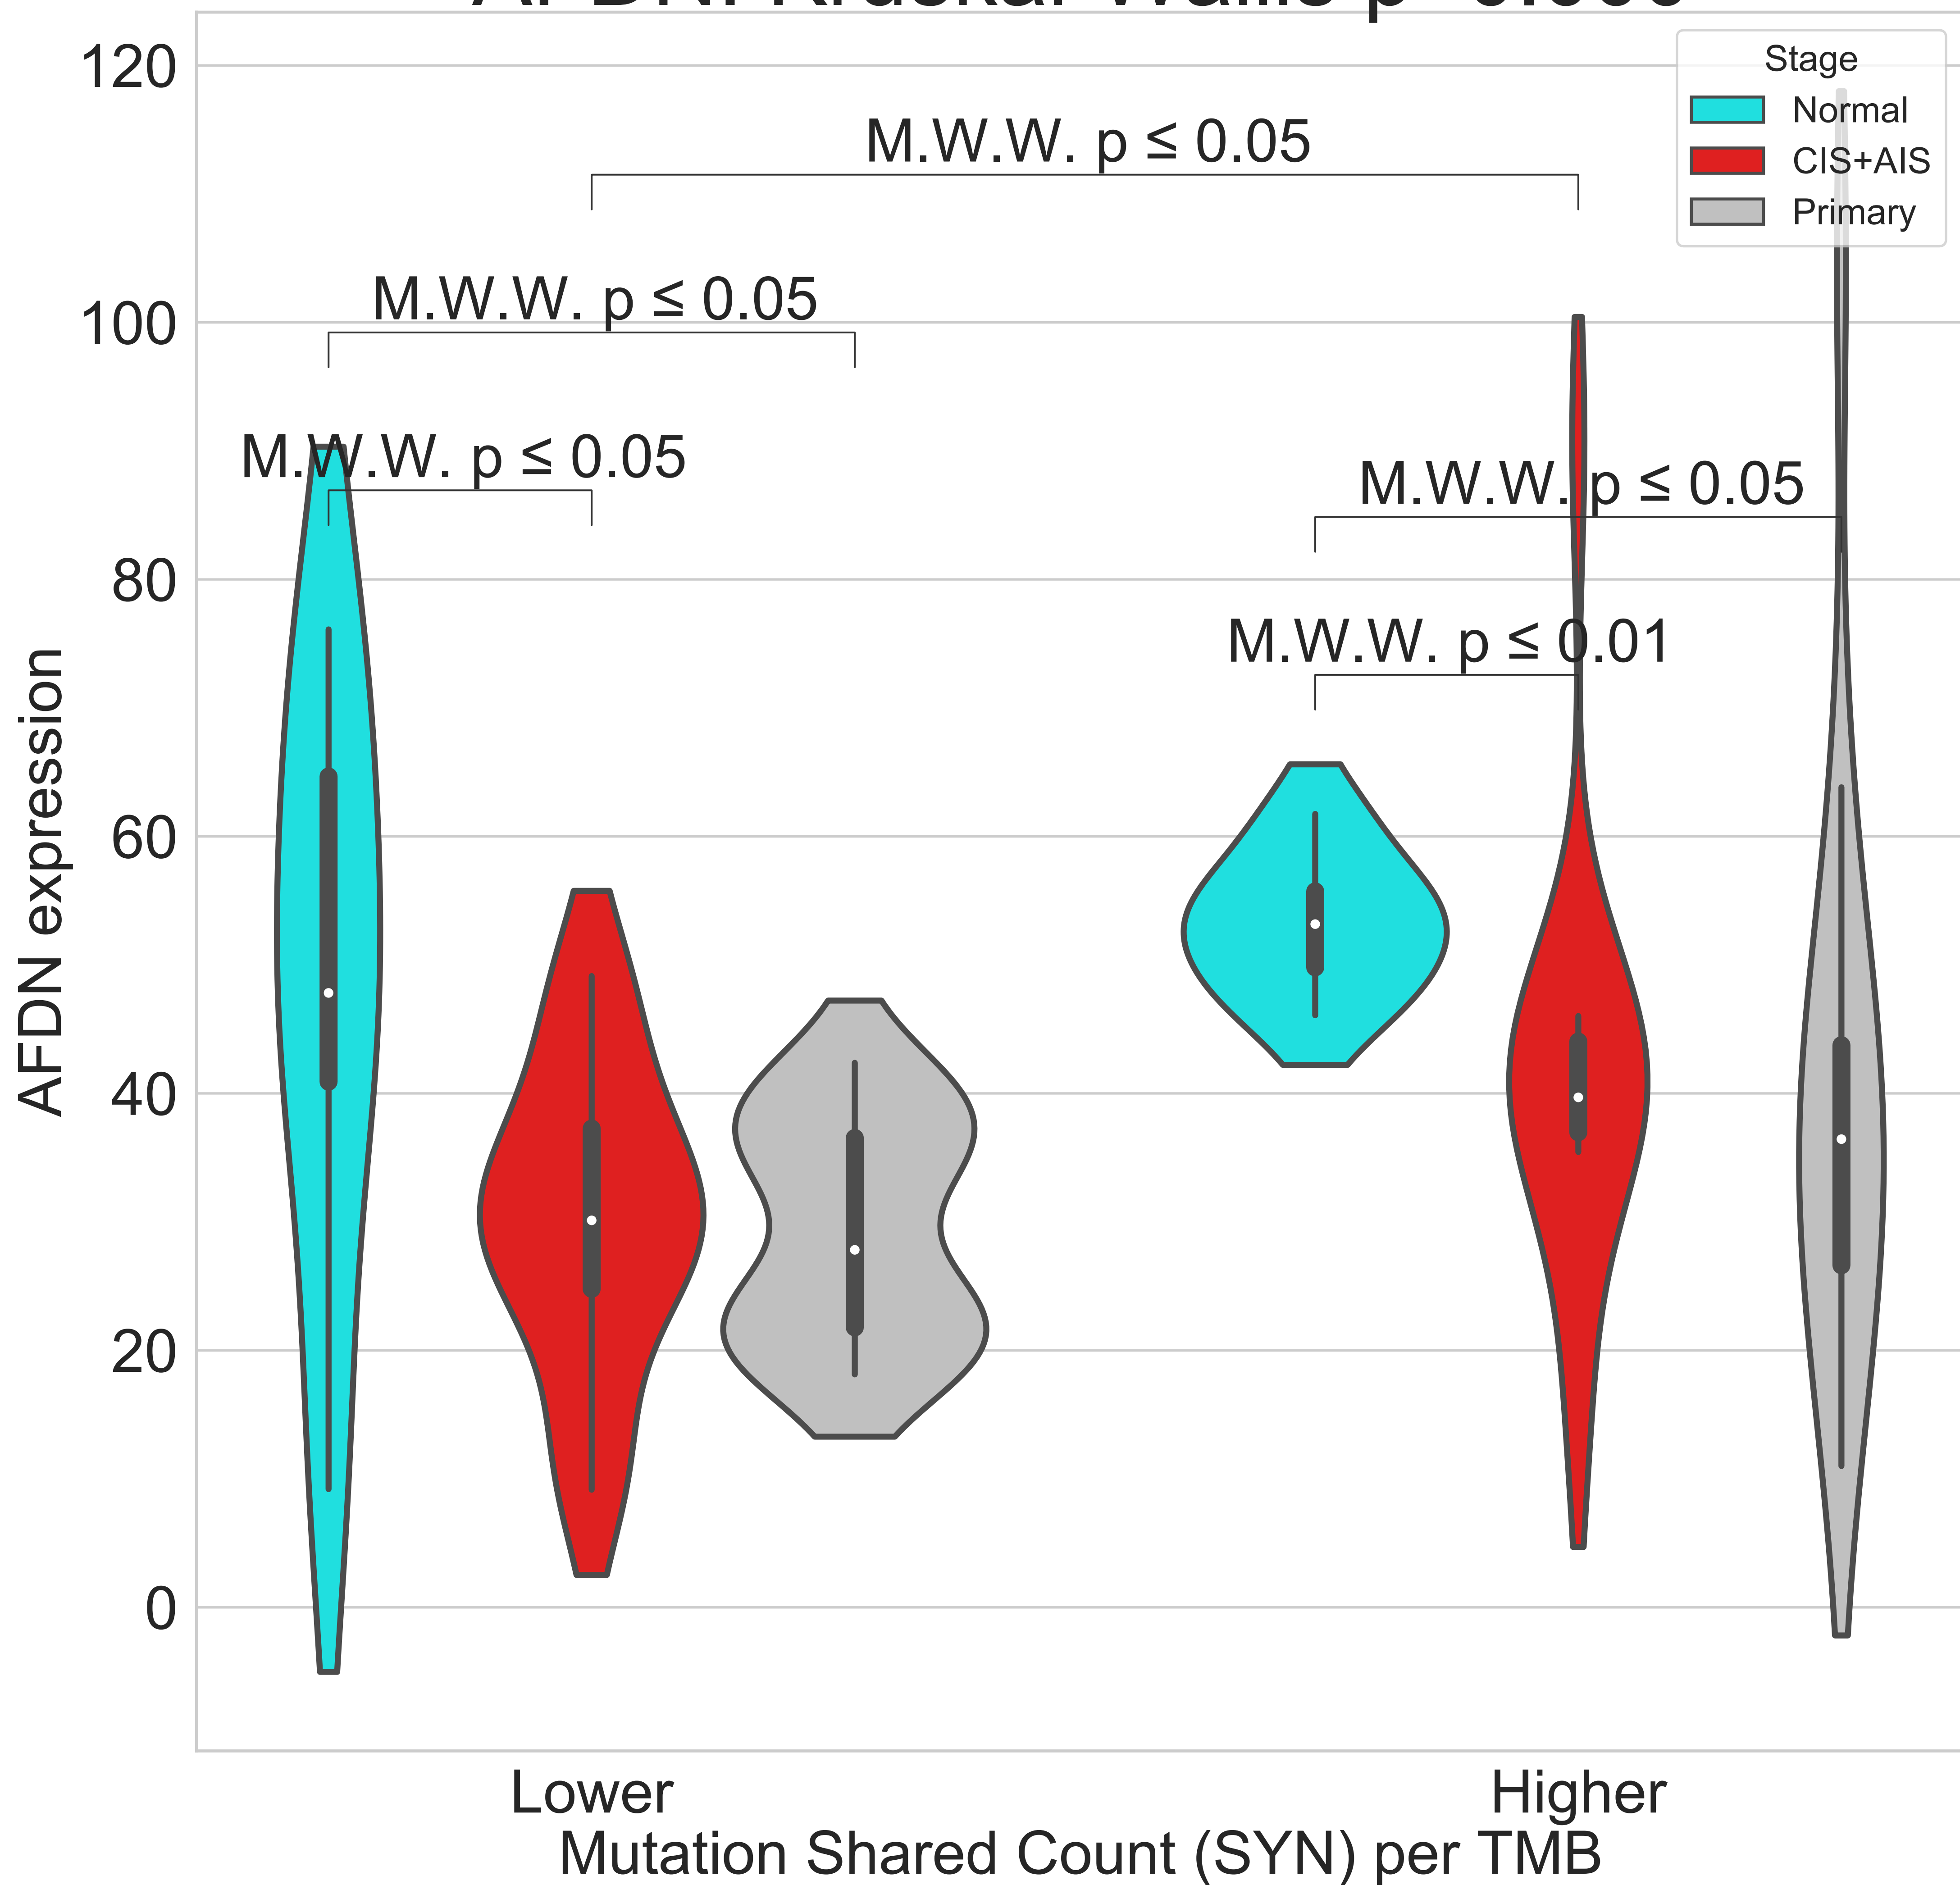 120
Stage
Normal
CIS+AIS
Primary
M.W.W. p ≤ 0.05
M.W.W. p ≤ 0.05
100
M.W.W. p ≤ 0.05
M.W.W. p ≤ 0.05
80
M.W.W. p ≤ 0.01
60
AFDN expression
40
20
0
Lower
Higher
Mutation Shared Count (SYN) per TMB